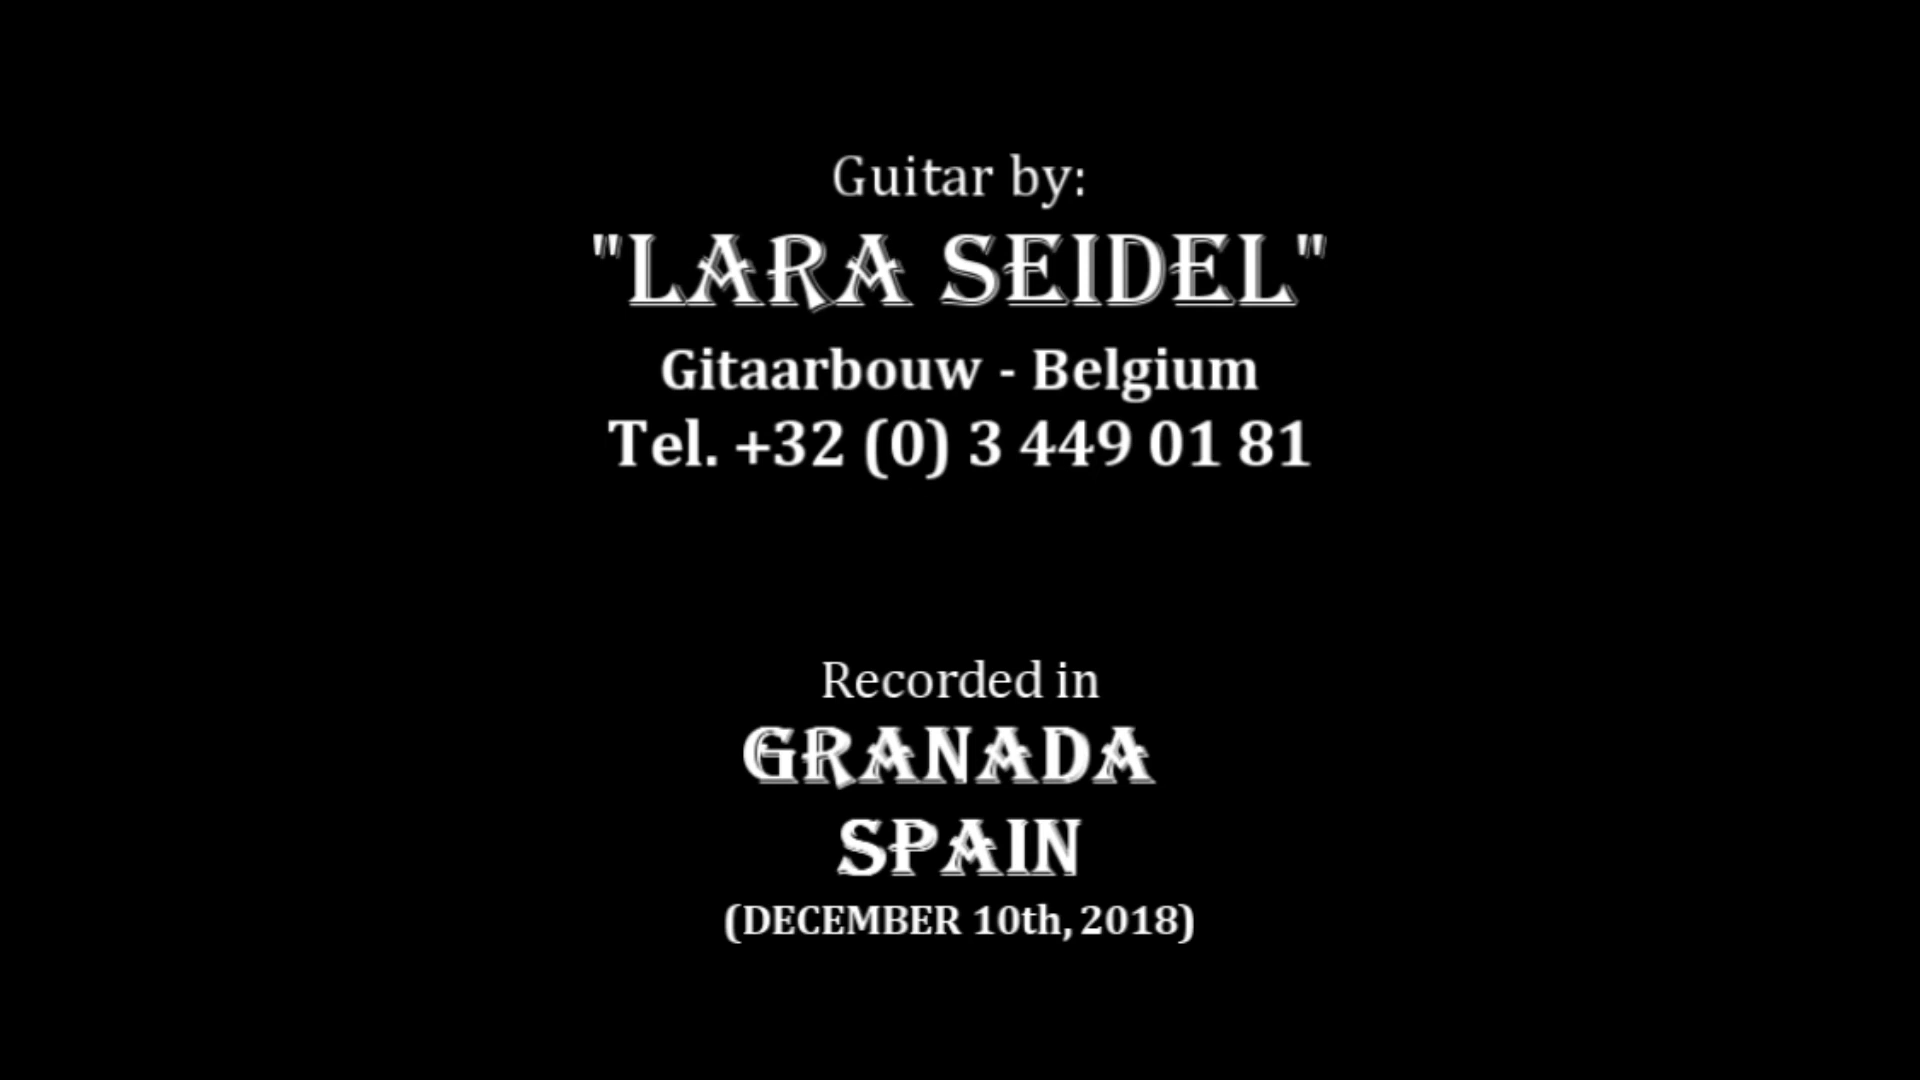 Guitar by:
"LARA SEIDEL"
Gitaarbouw - Belgium
Tel. +32 (0) 3 449 01 81
Recorded in
GRANADA
SPAIN
(DECEMBER 10th, 2018)